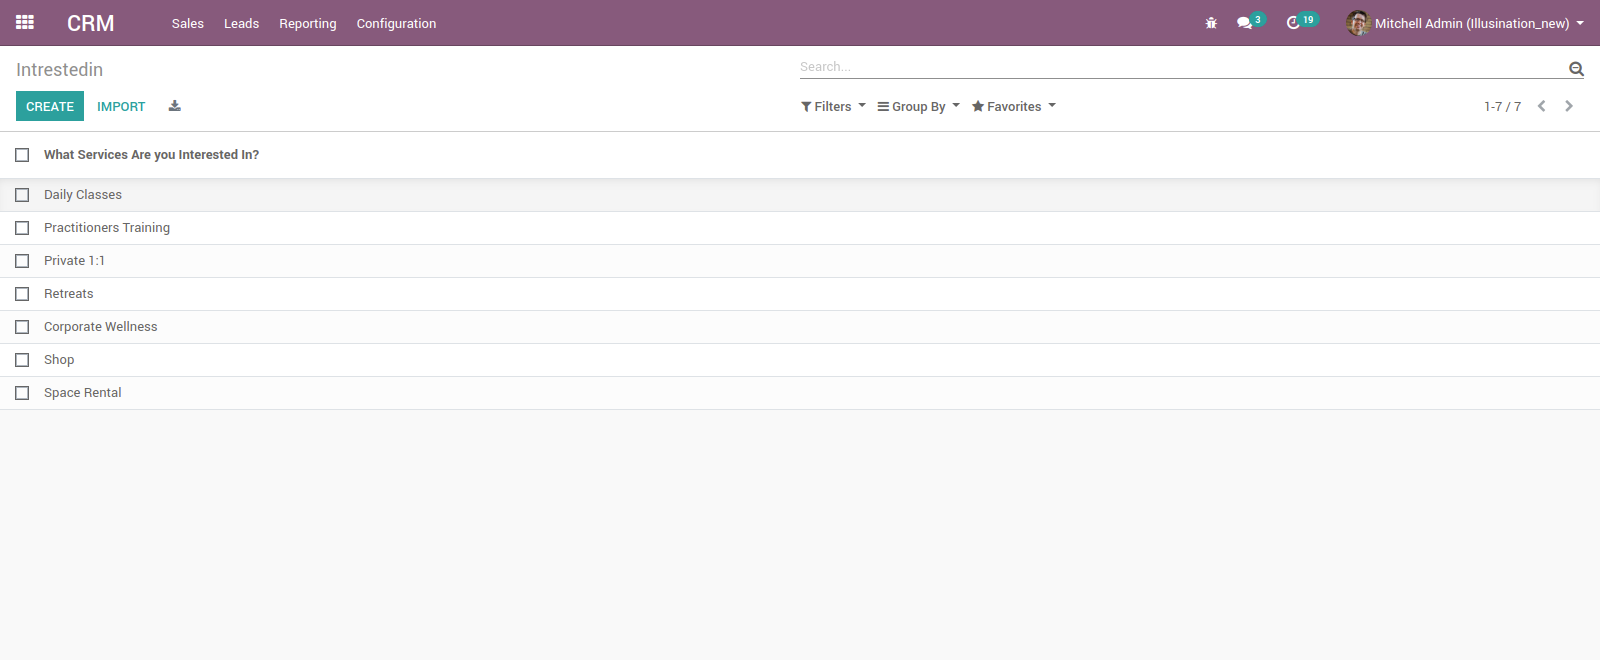 CRM Sales Leads Reporting Configuration 3 19 Mitchell Admin (Illusination_new)
Intrestedin
Search...
CREATE IMPORT Filters Group By Favorites 1-7 / 7
What Services Are you Interested In?
Daily Classes
Practitioners Training
Private 1:1
Retreats
Corporate Wellness
Shop
Space Rental